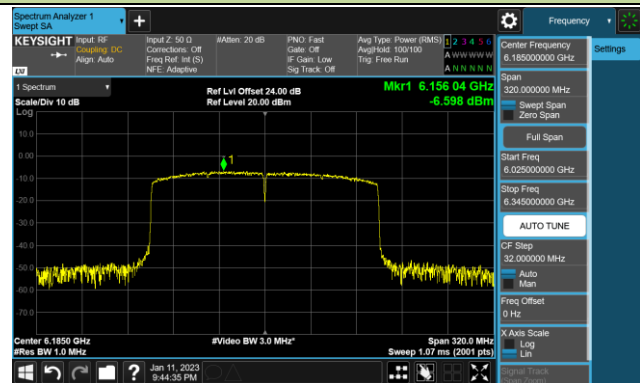 Spectrum Analyzer 1
Swept SA
Frequency
KEYSIGHT
Input: RF
Coupling: DC
Align: Auto
Input Z: 50 Ω
Corrections: Off
Freq Ref: Int (S)
NFE: Adaptive
#Atten: 20 dB
PNO: Fast
Gate: Off
IF Gain: Low
Sig Track: Off
Avg Type: Power (RMS)
Avg|Hold: 100/100
Trig: Free Run
1 2 3 4 5 6
A W W W W W
A N N N N N
LXI
1 Spectrum
Scale/Div 10 dB
Log
Ref Lvl Offset 24.00 dB
Ref Level 20.00 dBm
Mkr1 6.156 04 GHz
-6.598 dBm
10.0
0.00
-10.0
-20.0
-30.0
-40.0
-50.0
-60.0
-70.0
1
Center 6.1850 GHz
#Res BW 1.0 MHz
#Video BW 3.0 MHz*
Span 320.0 MHz
Sweep 1.07 ms (2001 pts)
Jan 11, 2023
9:44:35 PM
Center Frequency
6.185000000 GHz
Span
320.000000 MHz
Swept Span
Zero Span
Full Span
Start Freq
6.025000000 GHz
Stop Freq
6.345000000 GHz
AUTO TUNE
CF Step
32.000000 MHz
Auto
Man
Freq Offset
0 Hz
X Axis Scale
Log
Lin
Signal Track
(Span Zoom)
Settings